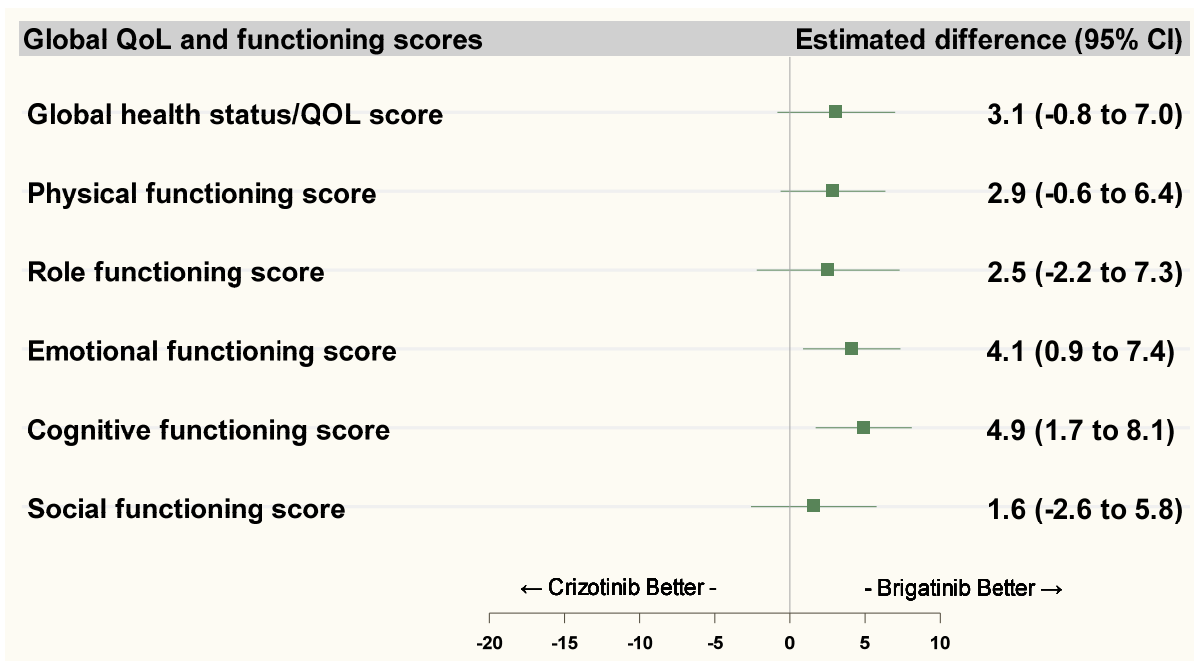 Global QoL and functioning scores Estimated difference (95% CI)
Global health status/QOL score 3.1 (-0.8 to 7.0)
Physical functioning score 2.9 (-0.6 to 6.4)
Role functioning score 2.5 (-2.2 to 7.3)
Emotional functioning score 4.1 (0.9 to 7.4)
Cognitive functioning score 4.9 (1.7 to 8.1)
Social functioning score 1.6 (-2.6 to 5.8)
← Crizotinib Better - - Brigatinib Better →
-20 -15 -10 -5 0 5 10